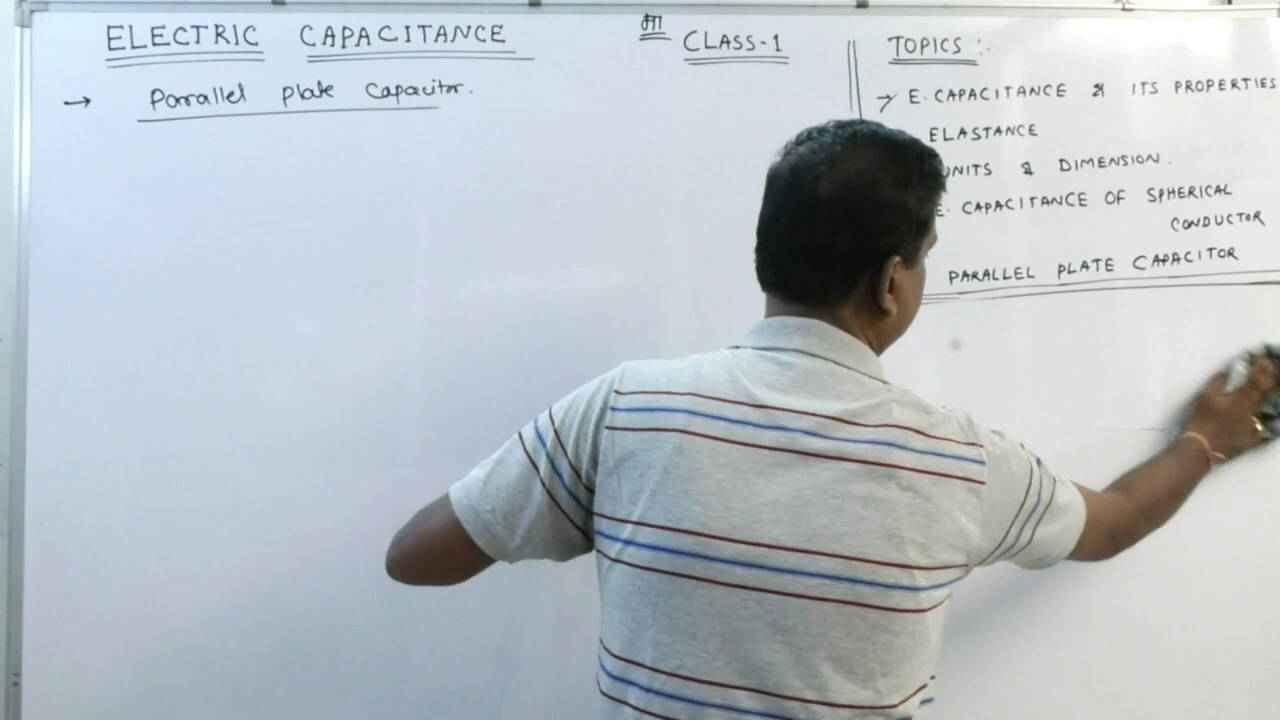 ELECTRIC CAPACITANCE
मा
CLASS-1
→ Parallel plate capacitor.
TOPICS :-
→ E. CAPACITANCE & ITS PROPERTIES
ELASTANCE
UNITS & DIMENSION.
E. CAPACITANCE OF SPHERICAL
CONDUCTOR
PARALLEL PLATE CAPACITOR